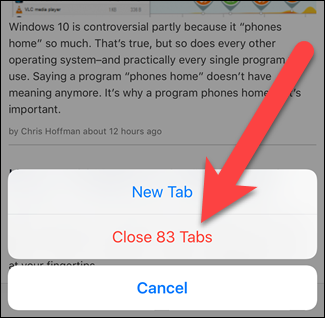 VLC media player
Windows 10 is controversial partly because it “phones
home” so much. That’s true, but so does every other
operating system–and practically every single program
use. Saying a program “phones home” doesn’t have
meaning anymore. It’s why a program phones home
important.
by Chris Hoffman about 12 hours ago
New Tab
Close 83 Tabs
at your fingertips
Cancel